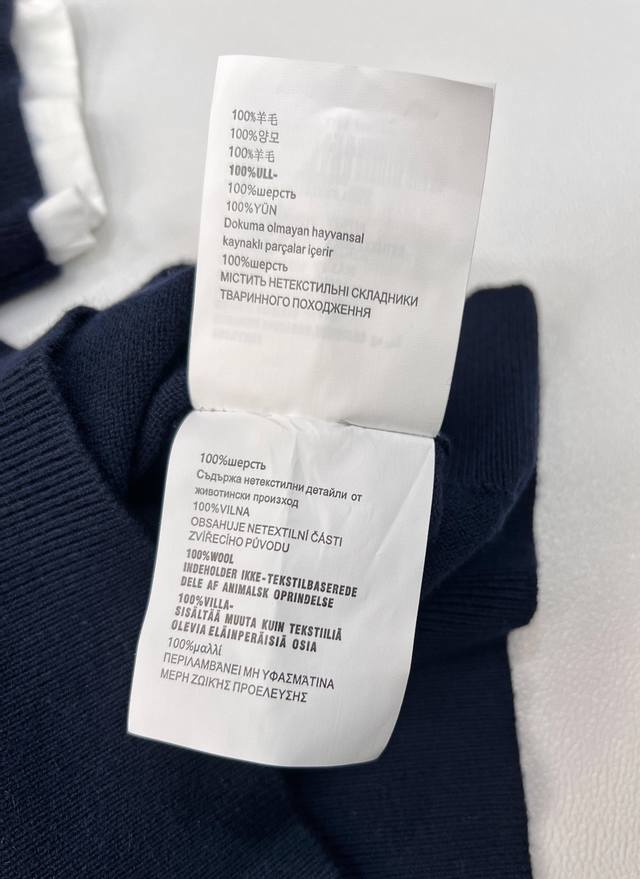 100%羊毛
100%양모
100%羊毛
100%ULL-
100%шерсть
100%YÜN
Dokuma olmayan hayvansal
kaynaklı parçalar içerir
100%шерсть
МІСТИТЬ НЕТЕКСТИЛЬНІ СКЛАДНИКИ
ТВАРИННОГО ПОХОДЖЕННЯ
100%шерсть
Съдържа нетекстилни детайли от
животински произход
100%VILNA
OBSAHUJE NETEXTILNÍ ČÁSTI
ZVÍŘECÍHO PŮVODU
100%WOOL
INDEHOLDER IKKE-TEKSTILBASEREDE
DELE AF ANIMALSK OPRINDELSE
100%VILLA-
SISÄLTÄÄ MUUTA KUIN TEKSTIILIÄ
OLEVIA ELÄINPERÄISIÄ OSIA
100%μαλλί
ΠΕΡΙΛΑΜΒΆΝΕΙ ΜΗ ΥΦΑΣΜΆΤΙΝΑ
ΜΕΡΗ ΖΩΙΚΉΣ ΠΡΟΕΛΕΥΣΗΣ